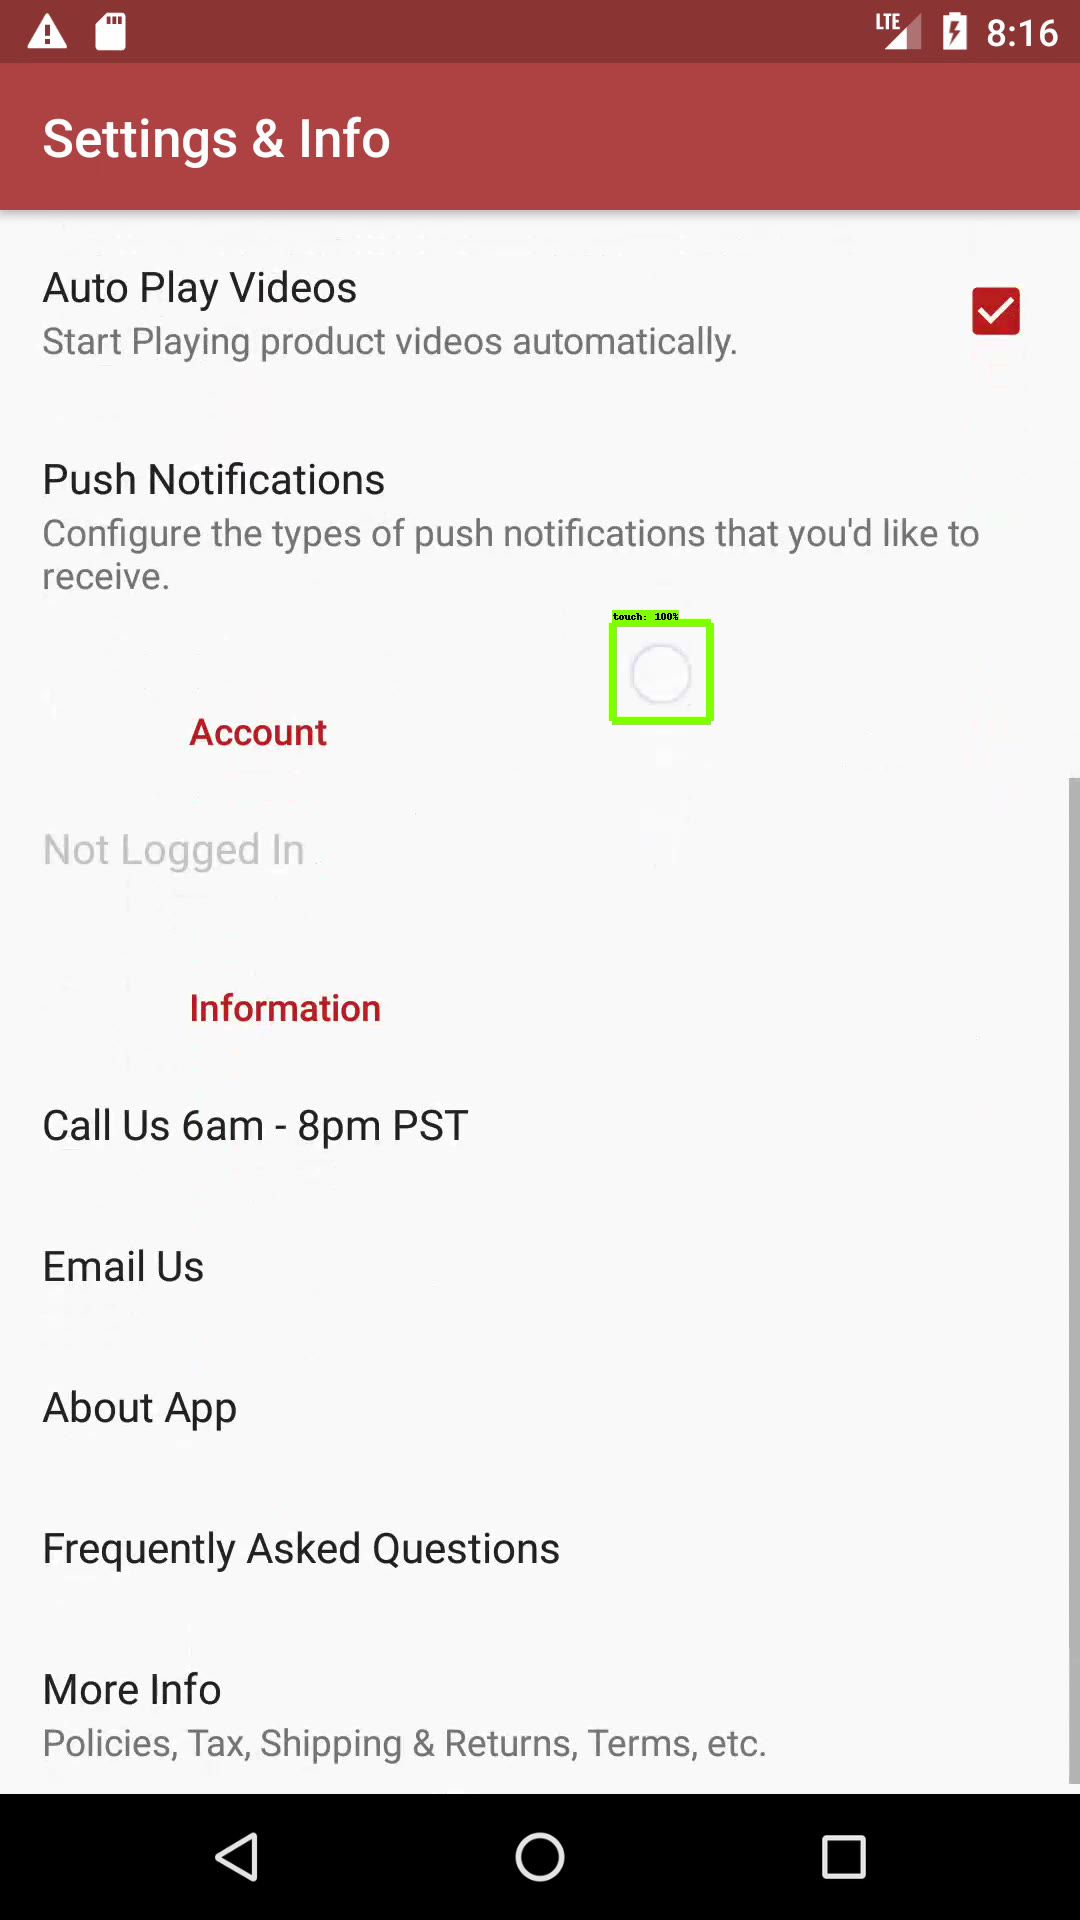 LTE 8:16
Settings & Info
Auto Play Videos
Start Playing product videos automatically.
Push Notifications
Configure the types of push notifications that you'd like to
receive.
touch: 100%
Account
Not Logged In
Information
Call Us 6am - 8pm PST
Email Us
About App
Frequently Asked Questions
More Info
Policies, Tax, Shipping & Returns, Terms, etc.